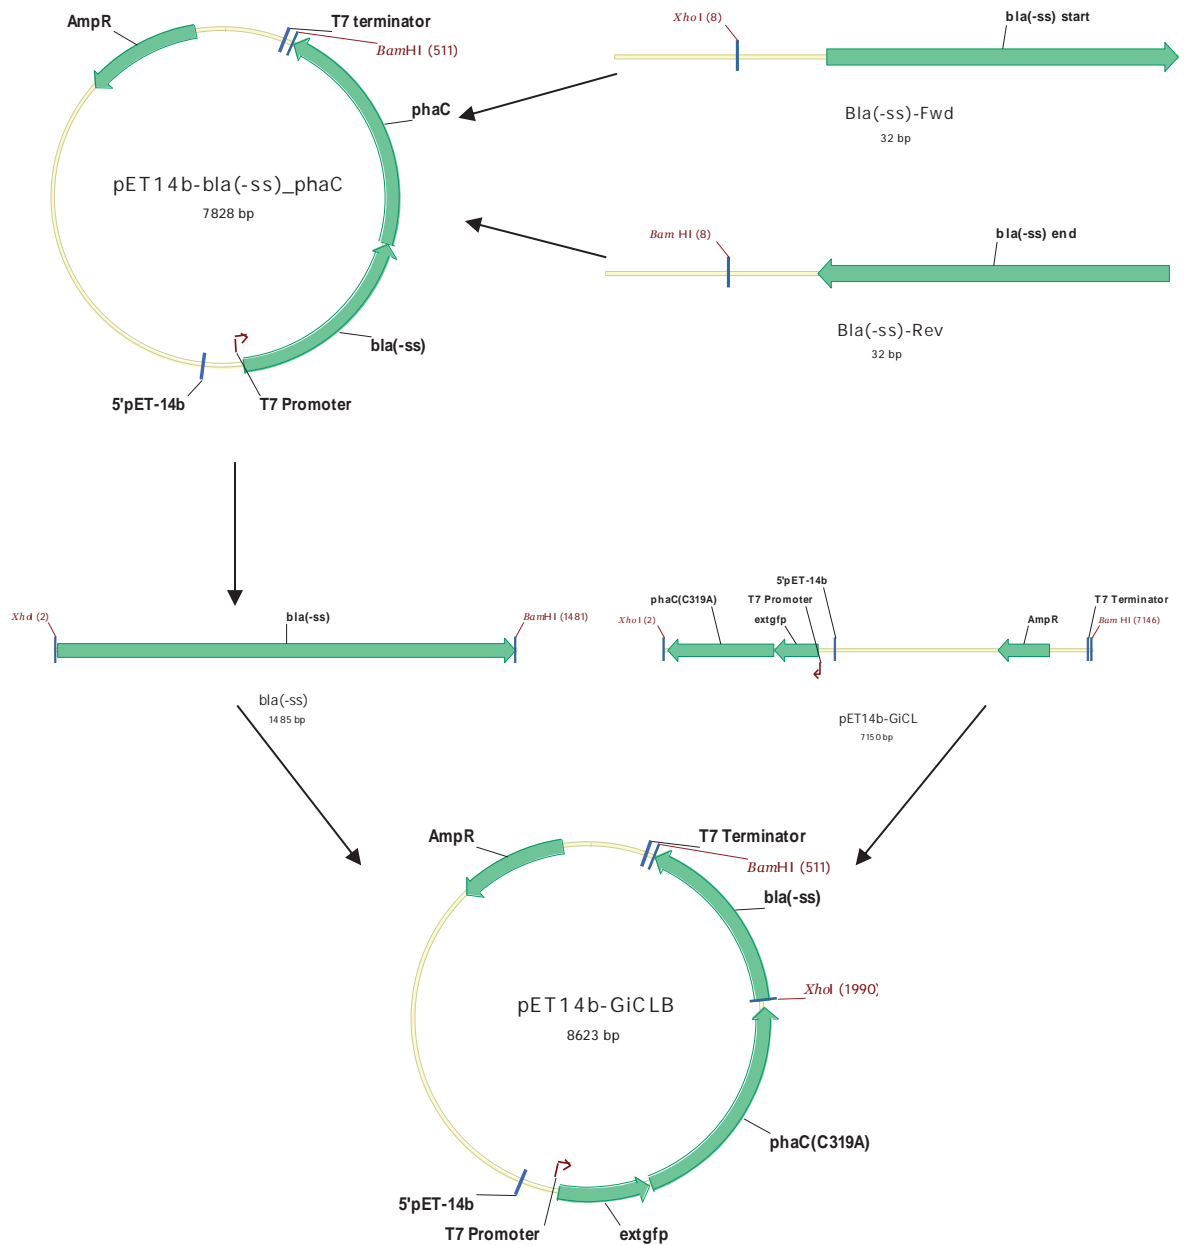 AmpR
T7 terminator
BamHI (511)
phaC
pET14b-bla(-ss)_phaC
7828 bp
bla(-ss)
5'pET-14b
T7 Promoter
XhoI (8)
bla(-ss) start
Bla(-ss)-Fwd
32 bp
Bam HI (8)
bla(-ss) end
Bla(-ss)-Rev
32 bp
XhoI (2)
bla(-ss)
BamHI (1481)
bla(-ss)
1485 bp
5'pET-14b
phaC(C319A)
T7 Promoter
T7 Terminator
XhoI (2)
extgfp
AmpR
Bam HI (7146)
pET14b-GiCL
7150 bp
AmpR
T7 Terminator
BamHI (511)
bla(-ss)
XhoI (1990)
pET14b-GiCLB
8623 bp
phaC(C319A)
5'pET-14b
T7 Promoter
extgfp